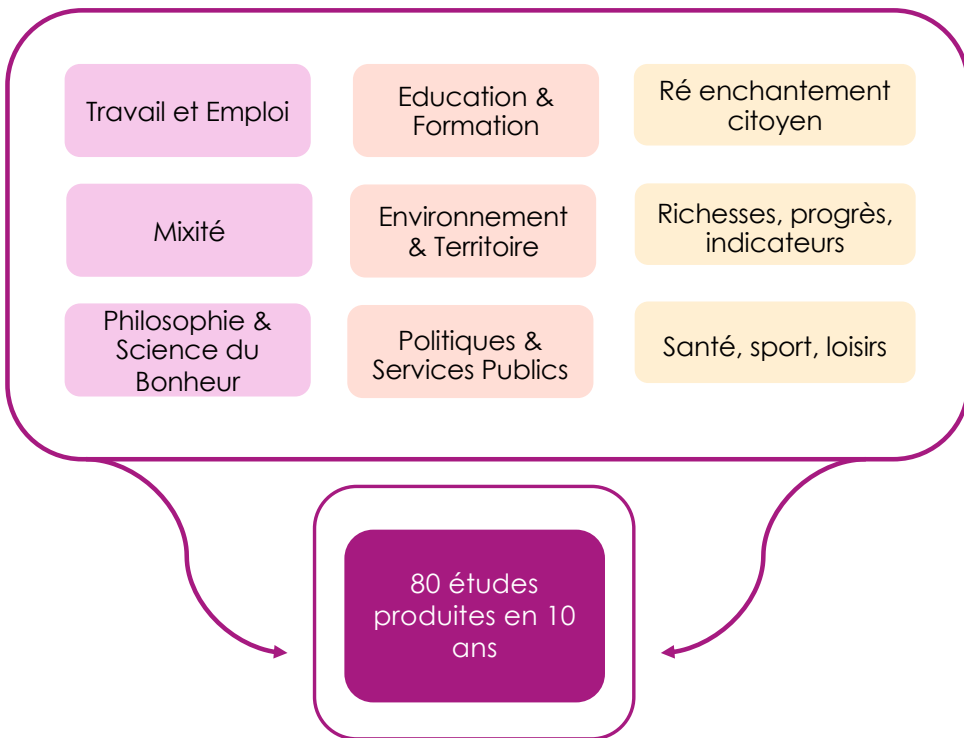 Travail et Emploi
Education &
Formation
Ré enchantement
citoyen
Mixité
Environnement
& Territoire
Richesses, progrès,
indicateurs
Philosophie &
Science du
Bonheur
Politiques &
Services Publics
Santé, sport, loisirs
80 études
produites en 10
ans